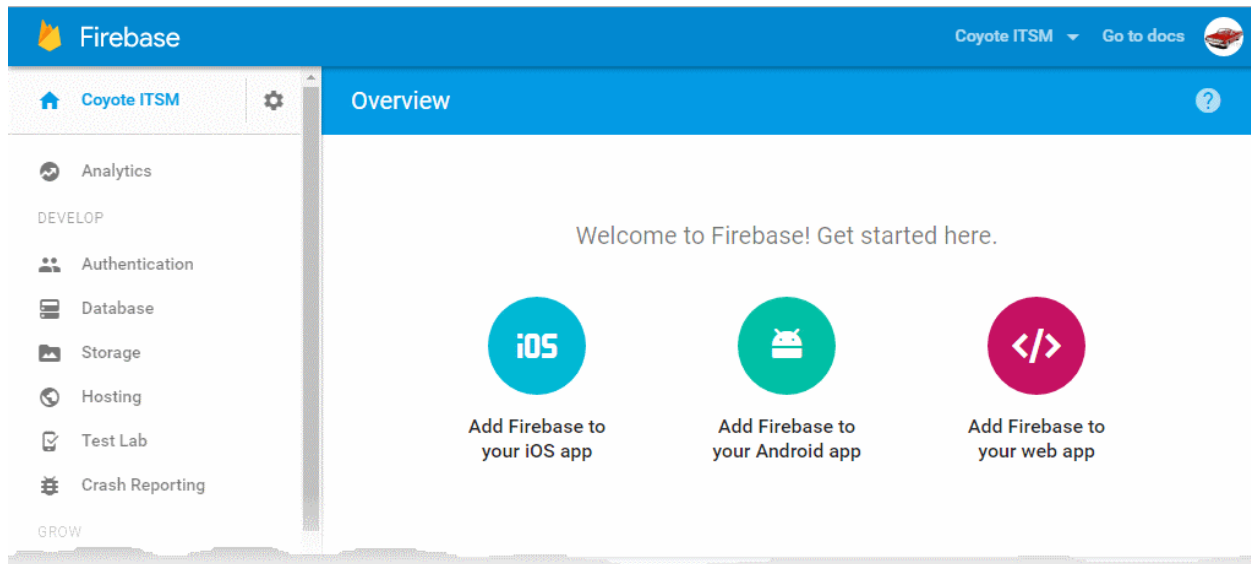 Firebase
Coyote ITSM
Go to docs
Coyote ITSM
Overview
?
Analytics
DEVELOP
Authentication
Database
Storage
Hosting
Test Lab
Crash Reporting
GROW
Welcome to Firebase! Get started here.
iOS
Add Firebase to
your iOS app
Add Firebase to
your Android app
</>
Add Firebase to
your web app